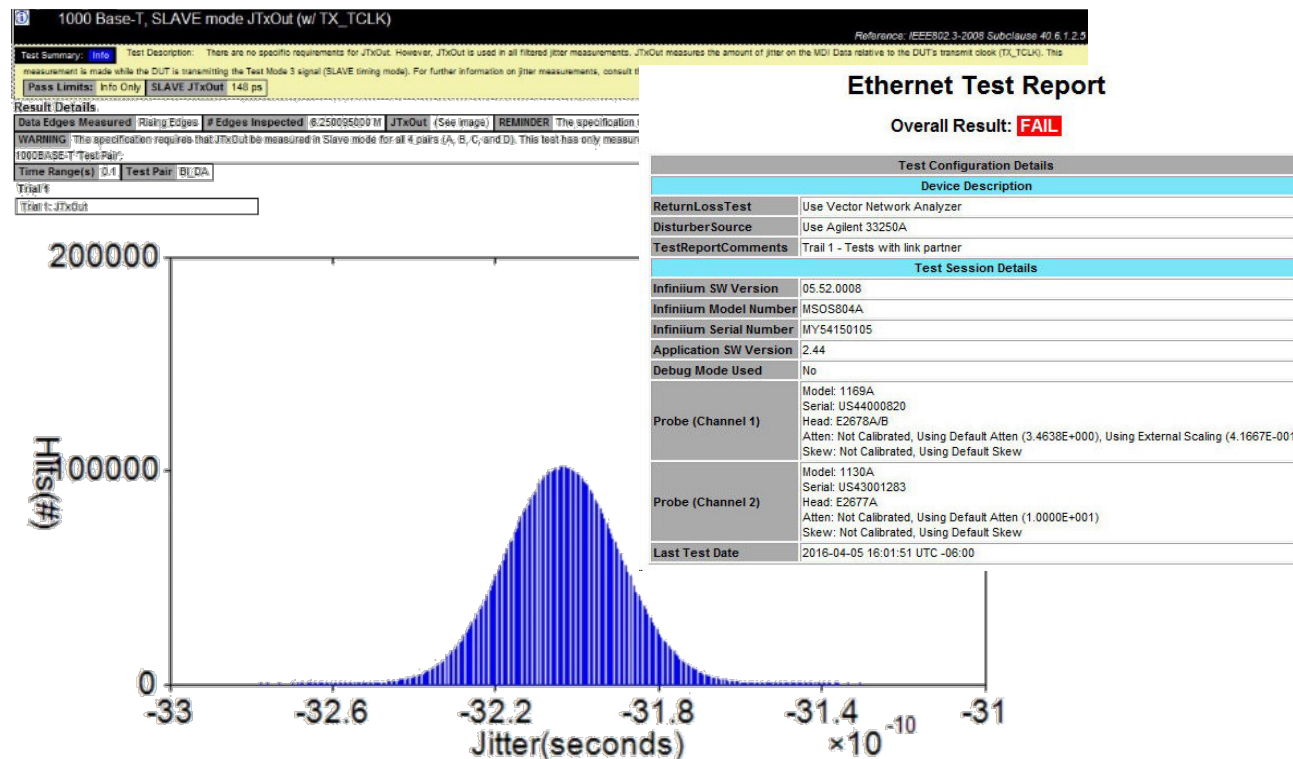 1000 Base-T, SLAVE mode JTxOut (w/ TX_TCLK)
Reference: IEEE802.3-2008 Subclause 40.6.1.2.5
Test Summary: Info Test Description: There are no specific requirements for JTxOut. However, JTxOut is used in all filtered jitter measurements. JTxOut measures the amount of jitter on the MDI Data relative to the DUT's transmit clock (TX_TCLK). This
measurement is made while the DUT is transmitting the Test Mode 3 signal (SLAVE timing mode). For further information on jitter measurements, consult t
Pass Limits: Info Only SLAVE JTxOut 148 ps
Result Details
Data Edges Measured Rising Edges # Edges Inspected 6.250095000 M JTxOut (See image) REMINDER The specification
WARNING The specification requires that JTxOut be measured in Slave mode for all 4 pairs (A, B, C, and D). This test has only measure
1000BASE-T "Test Pair".
Time Range(s) 0.1 Test Pair BI_DA
Trial 1
Trial 1: JTxOut
Ethernet Test Report
Overall Result: FAIL
Test Configuration Details
Device Description
ReturnLossTest Use Vector Network Analyzer
DisturberSource Use Agilent 33250A
TestReportComments Trail 1 - Tests with link partner
Test Session Details
Infiniium SW Version 05.52.0008
Infiniium Model Number MSOS804A
Infiniium Serial Number MY54150105
Application SW Version 2.44
Debug Mode Used No
Probe (Channel 1) Model: 1169A
Serial: US44000820
Head: E2678A/B
Atten: Not Calibrated, Using Default Atten (3.4638E+000), Using External Scaling (4.1667E-001
Skew: Not Calibrated, Using Default Skew
Probe (Channel 2) Model: 1130A
Serial: US43001283
Head: E2677A
Atten: Not Calibrated, Using Default Atten (1.0000E+001)
Skew: Not Calibrated, Using Default Skew
Last Test Date 2016-04-05 16:01:51 UTC -06:00
200000
100000
0
Hits(#)
-33 -32.6 -32.2 -31.8 -31.4 -31
Jitter(seconds) ×10 -10